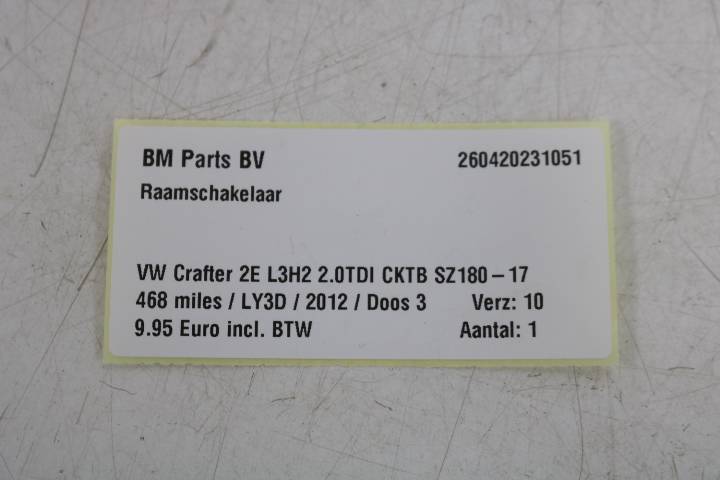 BM Parts BV 260420231051
Raamschakelaar
VW Crafter 2E L3H2 2.0TDI CKTB SZ180-17
468 miles / LY3D / 2012 / Doos 3 Verz: 10
9.95 Euro incl. BTW Aantal: 1